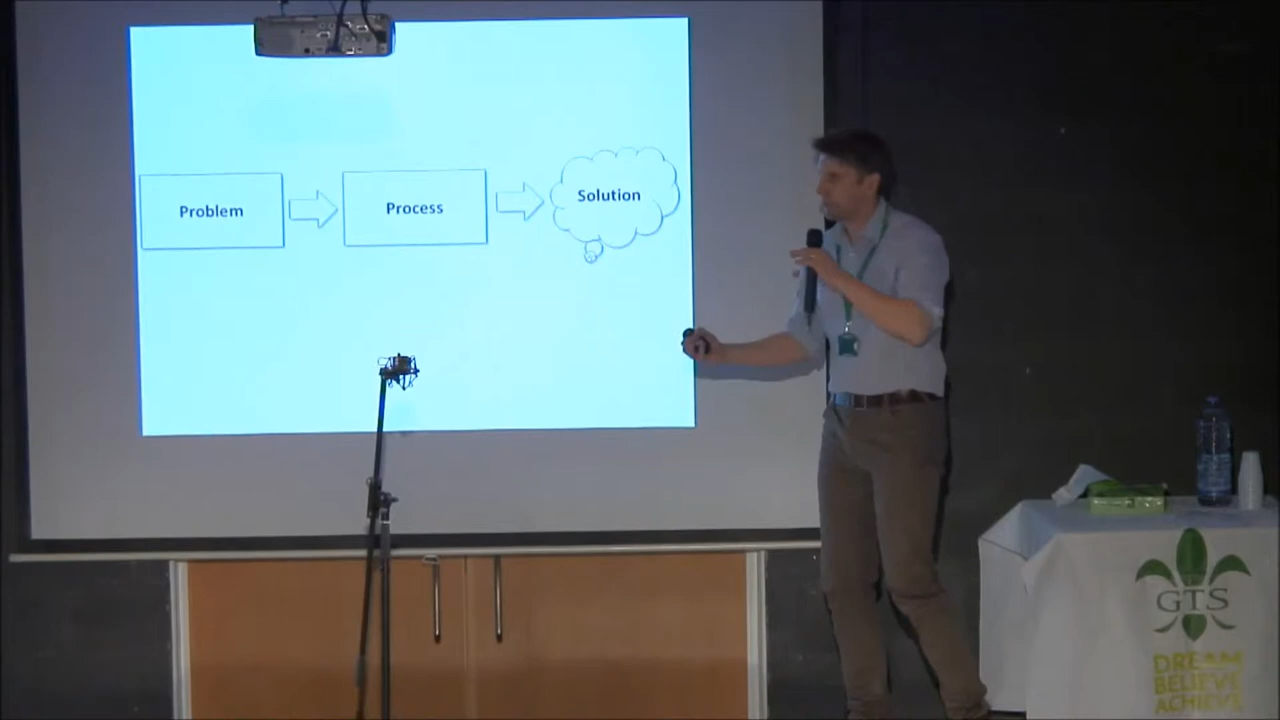 Problem
Process
Solution
GTS
DREAM
BELIEVE
ACHIEVE